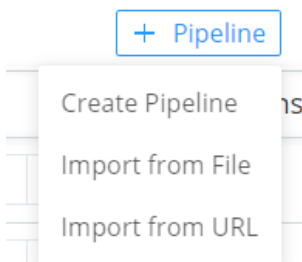 + Pipeline
Create Pipeline
Import from File
Import from URL